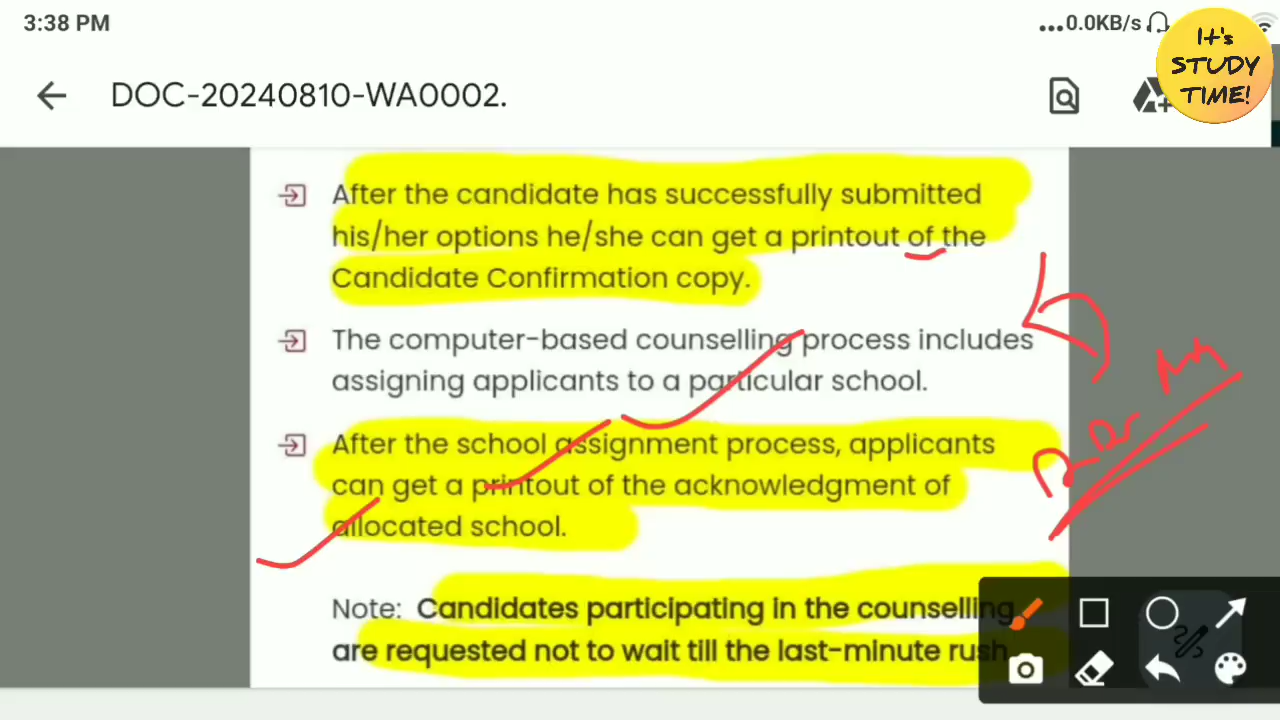 3:38 PM
...0.0KB/s
It's
STUDY
TIME!
DOC-20240810-WA0002.
After the candidate has successfully submitted
his/her options he/she can get a printout of the
Candidate Confirmation copy.
The computer-based counselling process includes
assigning applicants to a particular school.
After the school assignment process, applicants
can get a printout of the acknowledgment of
allocated school.
Note: Candidates participating in the counselling
are requested not to wait till the last-minute rush